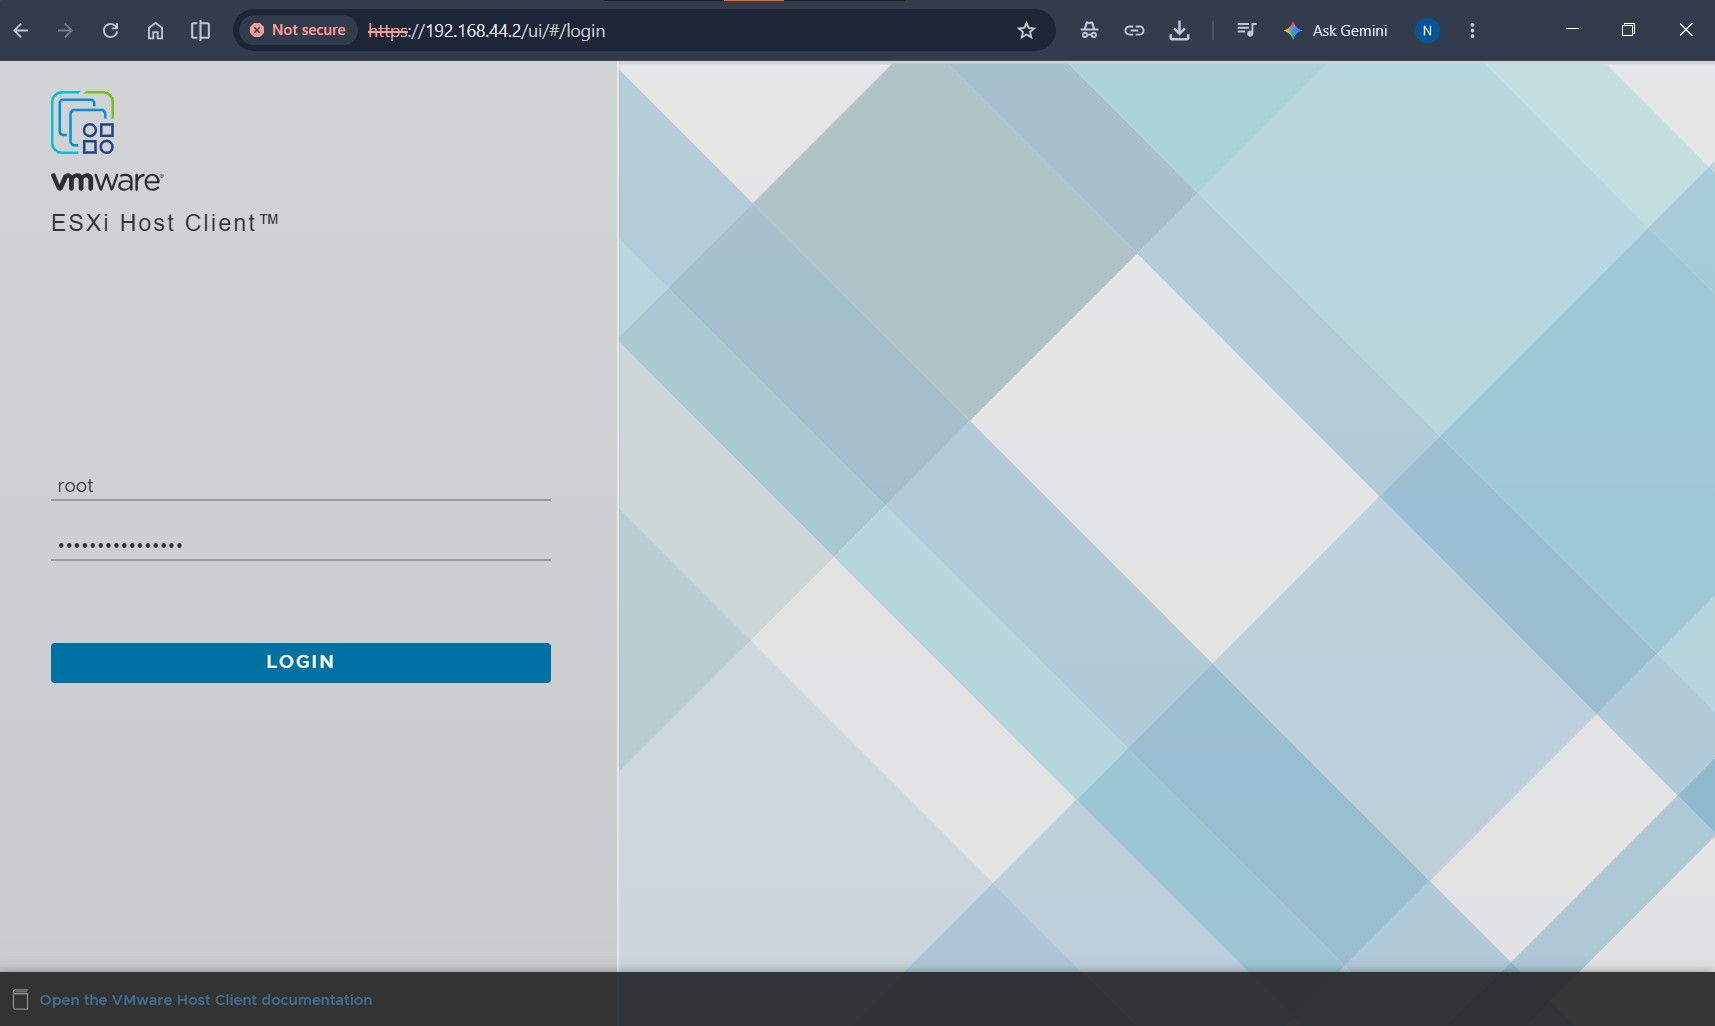 Not secure https://192.168.44.2/ui/#/login Ask Gemini N
vmware®
ESXi Host Client™
root
••••••••••••••••
LOGIN
Open the VMware Host Client documentation